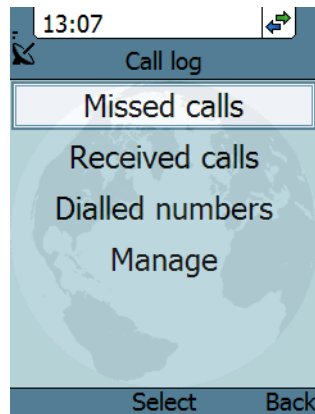 13:07
Call log
Missed calls
Received calls
Dialled numbers
Manage
Select Back